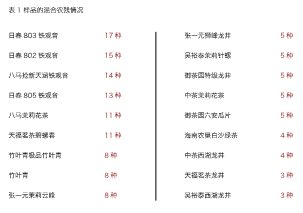 表 1 样品的混合农残情况
日春 803 铁观音 17 种
日春 802 铁观音 15 种
八马拾新天涵铁观音 14 种
日春 805 铁观音 13 种
八马茉莉花茶 11 种
天福茗茶碧螺春 11 种
竹叶青极品竹叶青 8 种
竹叶青 8 种
张一元茉莉云峰 8 种
张一元狮峰龙井 5 种
吴裕泰茉莉针螺 5 种
御茶园特级龙井 5 种
中茶茉莉花茶 5 种
御茶园六安瓜片 5 种
海南农垦白沙绿茶 4 种
中茶西湖龙井 4 种
天福茗茶龙井 3 种
吴裕泰西湖龙井 3 种